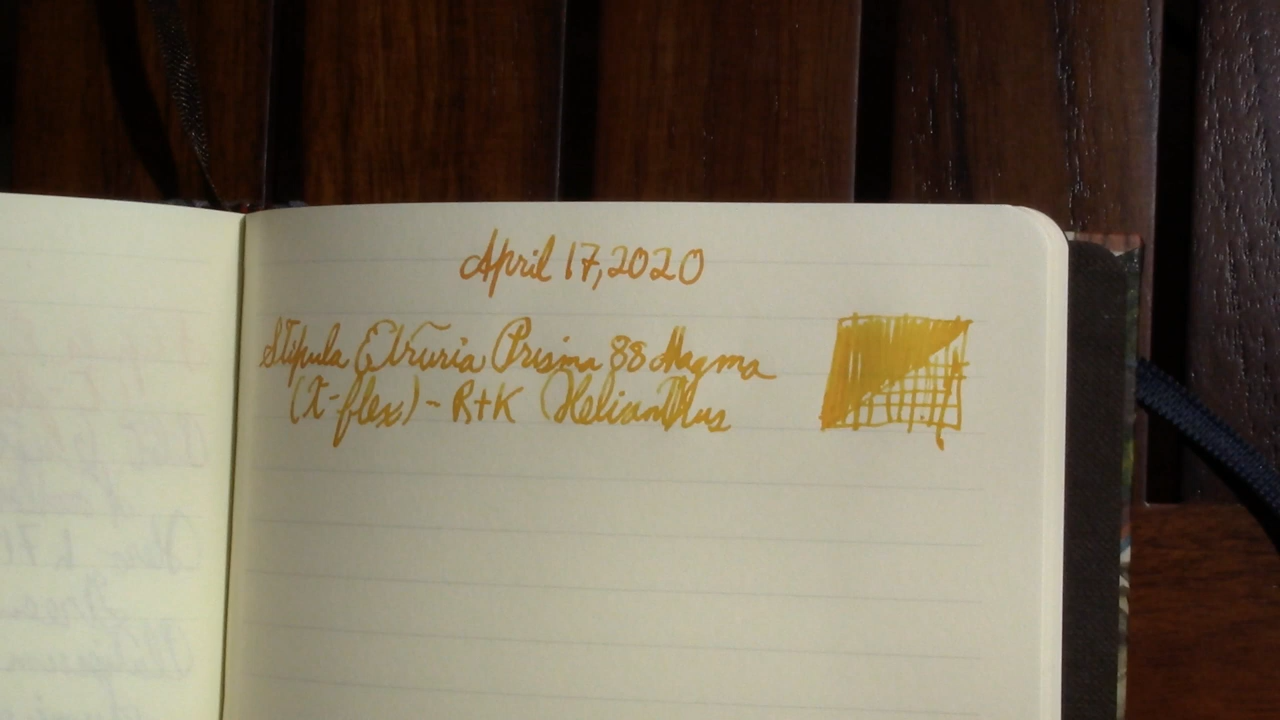 April 17, 2020
Stipula Etruria Prisma 88 Magma
(T-flex) - R+K Helianthus